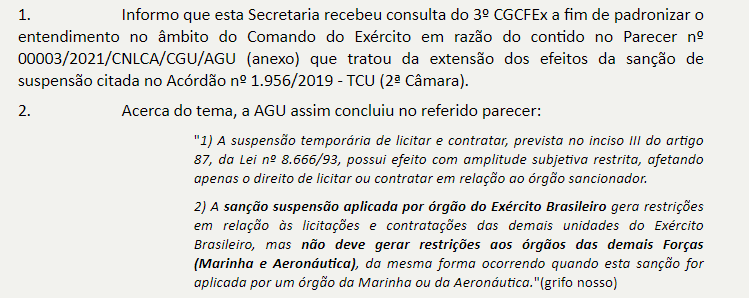 1. Informo que esta Secretaria recebeu consulta do 3º CGCFEx a fim de padronizar o
entendimento no âmbito do Comando do Exército em razão do contido no Parecer nº
00003/2021/CNLCA/CGU/AGU (anexo) que tratou da extensão dos efeitos da sanção de
suspensão citada no Acórdão nº 1.956/2019 - TCU (2ª Câmara).
2. Acerca do tema, a AGU assim concluiu no referido parecer:
"1) A suspensão temporária de licitar e contratar, prevista no inciso III do artigo
87, da Lei nº 8.666/93, possui efeito com amplitude subjetiva restrita, afetando
apenas o direito de licitar ou contratar em relação ao órgão sancionador.
2) A sanção suspensão aplicada por órgão do Exército Brasileiro gera restrições
em relação às licitações e contratações das demais unidades do Exército
Brasileiro, mas não deve gerar restrições aos órgãos das demais Forças
(Marinha e Aeronáutica), da mesma forma ocorrendo quando esta sanção for
aplicada por um órgão da Marinha ou da Aeronáutica."(grifo nosso)